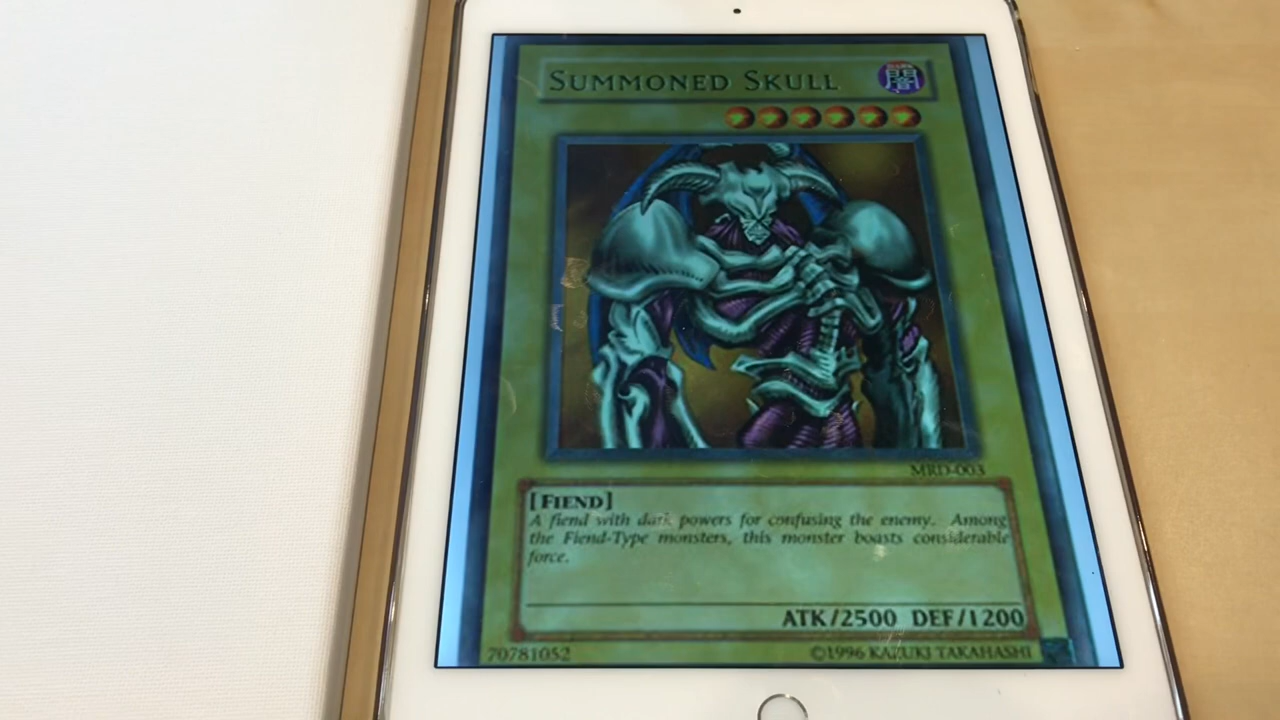 SUMMONED SKULL
DARK
闇
MRD-003
[FIEND]
A fiend with dark powers for confusing the enemy. Among
the Fiend-Type monsters, this monster boasts considerable
force.
ATK/2500 DEF/1200
70781052 ©1996 KAZUKI TAKAHASHI